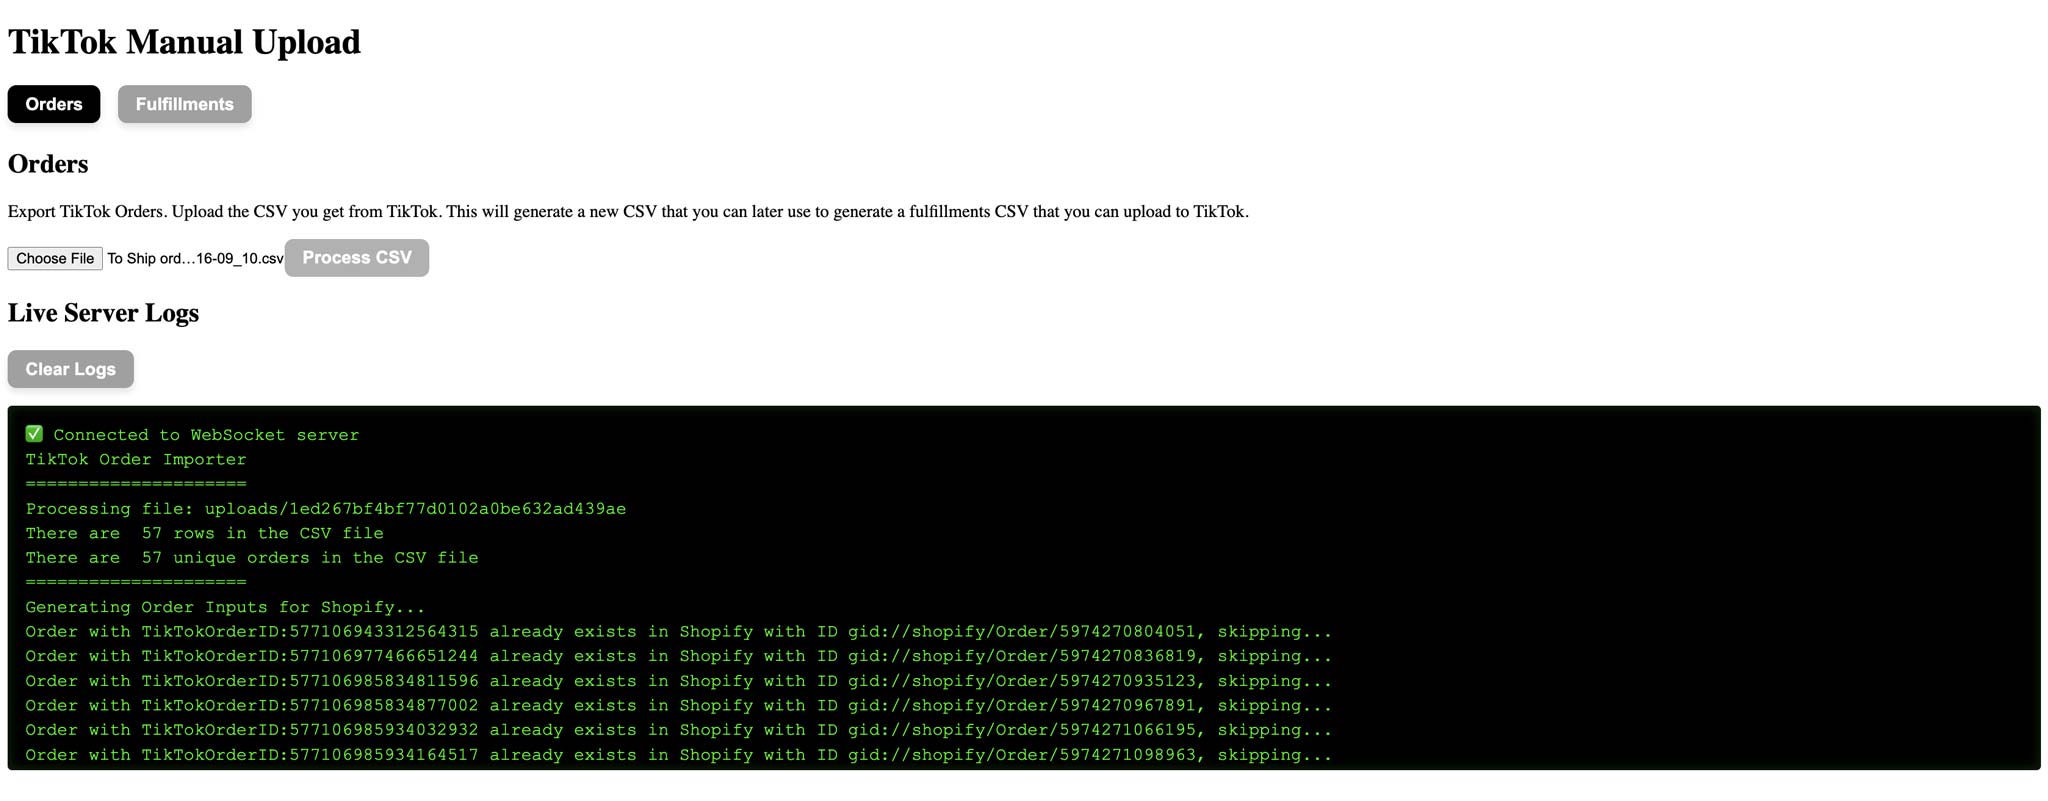 TikTok Manual Upload
Orders Fulfillments
Orders
Export TikTok Orders. Upload the CSV you get from TikTok. This will generate a new CSV that you can later use to generate a fulfillments CSV that you can upload to TikTok.
Choose File To Ship ord...16-09_10.csv Process CSV
Live Server Logs
Clear Logs
✅ Connected to WebSocket server
TikTok Order Importer
=====================
Processing file: uploads/1ed267bf4bf77d0102a0be632ad439ae
There are  57 rows in the CSV file
There are  57 unique orders in the CSV file
=====================
Generating Order Inputs for Shopify...
Order with TikTokOrderID:577106943312564315 already exists in Shopify with ID gid://shopify/Order/5974270804051, skipping...
Order with TikTokOrderID:577106977466651244 already exists in Shopify with ID gid://shopify/Order/5974270836819, skipping...
Order with TikTokOrderID:577106985834811596 already exists in Shopify with ID gid://shopify/Order/5974270935123, skipping...
Order with TikTokOrderID:577106985834877002 already exists in Shopify with ID gid://shopify/Order/5974270967891, skipping...
Order with TikTokOrderID:577106985934032932 already exists in Shopify with ID gid://shopify/Order/5974271066195, skipping...
Order with TikTokOrderID:577106985934164517 already exists in Shopify with ID gid://shopify/Order/5974271098963, skipping...